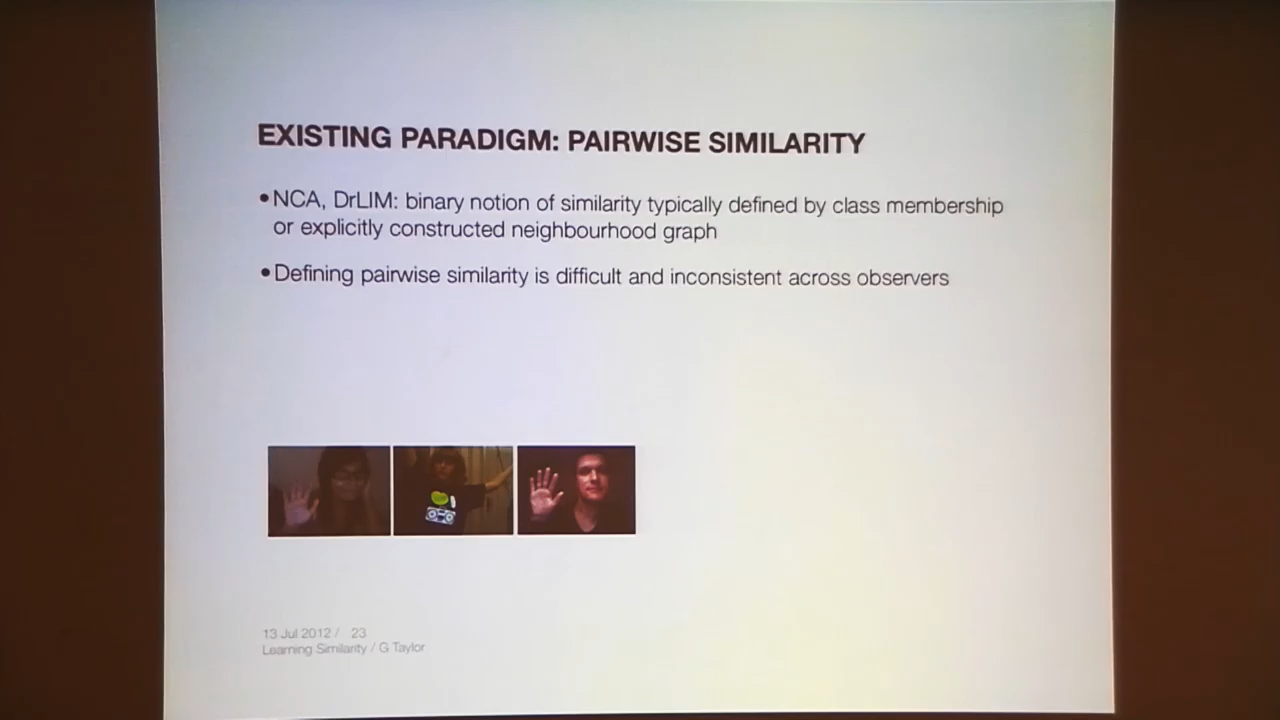 EXISTING PARADIGM: PAIRWISE SIMILARITY
•NCA, DrLIM: binary notion of similarity typically defined by class membership
or explicitly constructed neighbourhood graph
•Defining pairwise similarity is difficult and inconsistent across observers
13 Jul 2012 / 23
Learning Similarity / G Taylor